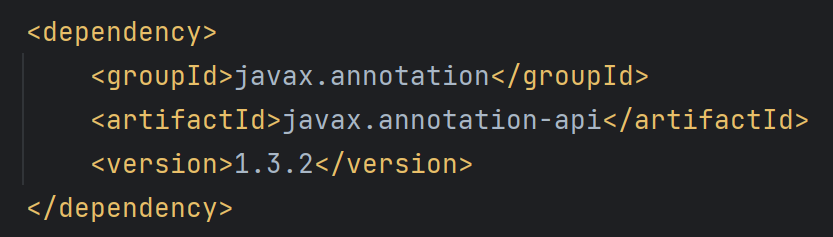 <dependency>
    <groupId>javax.annotation</groupId>
    <artifactId>javax.annotation-api</artifactId>
    <version>1.3.2</version>
</dependency>